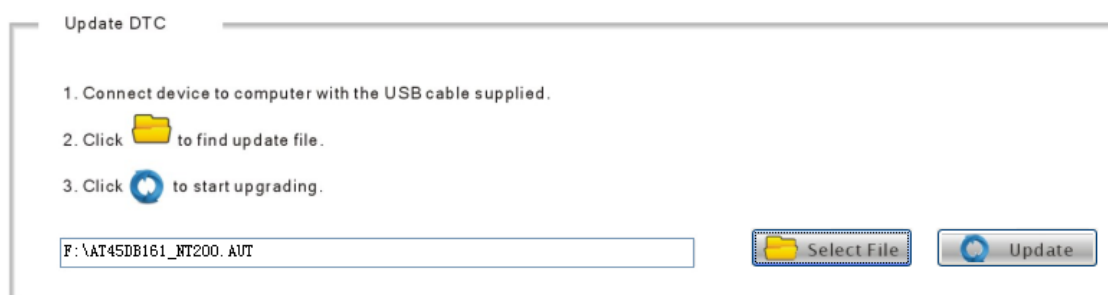 Update DTC
1. Connect device to computer with the USB cable supplied.
2. Click to find update file.
3. Click to start upgrading.
F:\AT45DB161_NT200.AUT
Select File
Update